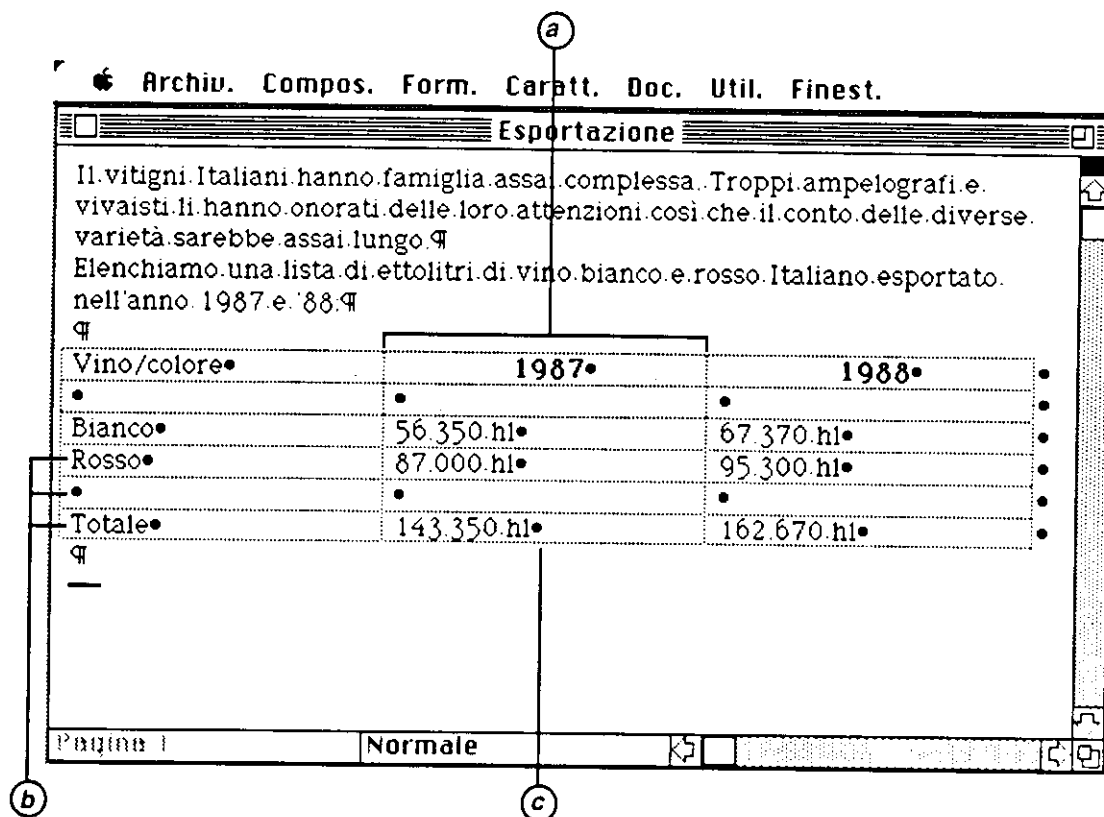 a
Archiv. Compos. Form. Caratt. Doc. Util. Finest.
Esportazione
Il vitigni Italiani hanno famiglia assai complessa. Troppi ampelografi e
vivaisti li hanno onorati delle loro attenzioni così che il conto delle diverse
varietà sarebbe assai lungo.¶
Elenchiamo una lista di ettolitri di vino bianco e rosso Italiano esportato
nell'anno 1987 e '88.¶
¶
Vino/colore• 1987• 1988• •
• • • •
Bianco• 56.350 hl• 67.370 hl• •
Rosso• 87.000 hl• 95.300 hl• •
• • • •
Totale• 143.350 hl• 162.670 hl• •
¶
Pagina 1 Normale
b c